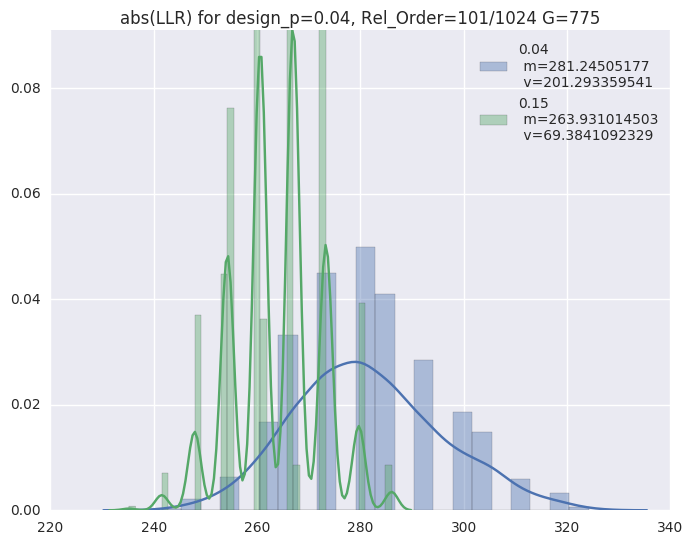 abs(LLR) for design_p=0.04, Rel_Order=101/1024 G=775
0.04
m=281.24505177
v=201.293359541
0.15
m=263.931014503
v=69.3841092329
0.08
0.06
0.04
0.02
0.00
220 240 260 280 300 320 340